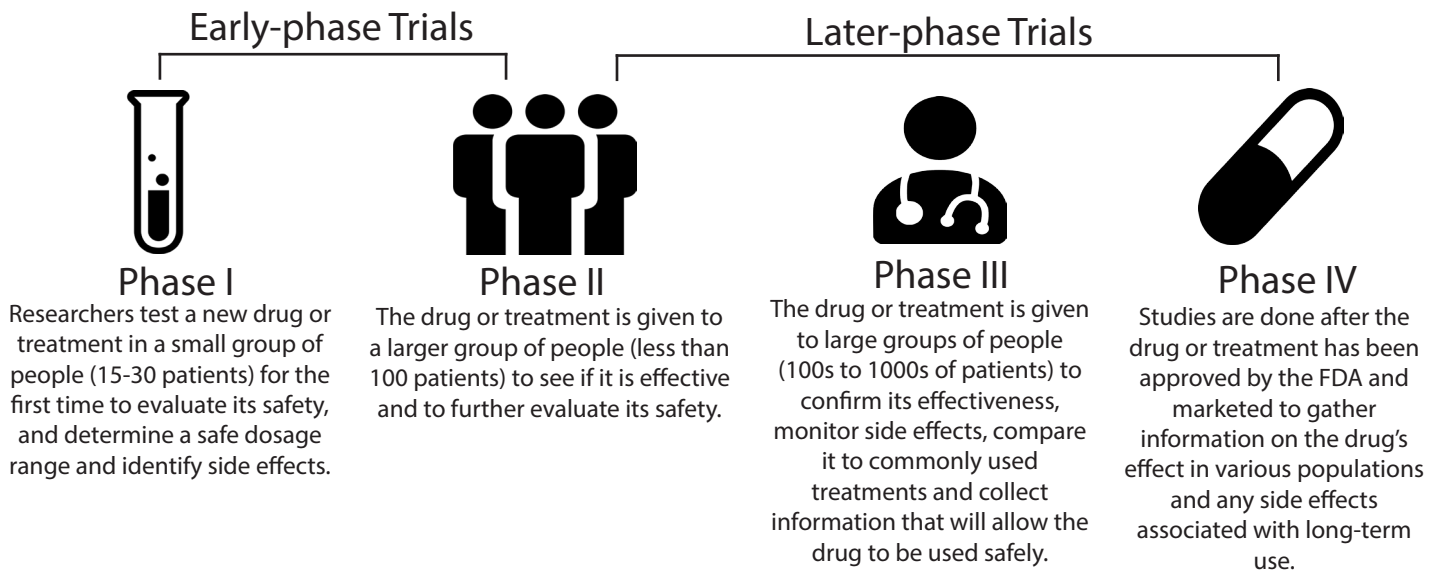 Early-phase Trials
Later-phase Trials
Phase I
Researchers test a new drug or
treatment in a small group of
people (15-30 patients) for the
first time to evaluate its safety,
and determine a safe dosage
range and identify side effects.
Phase II
The drug or treatment is given to
a larger group of people (less than
100 patients) to see if it is effective
and to further evaluate its safety.
Phase III
The drug or treatment is given
to large groups of people
(100s to 1000s of patients) to
confirm its effectiveness,
monitor side effects, compare
it to commonly used
treatments and collect
information that will allow the
drug to be used safely.
Phase IV
Studies are done after the
drug or treatment has been
approved by the FDA and
marketed to gather
information on the drug's
effect in various populations
and any side effects
associated with long-term
use.